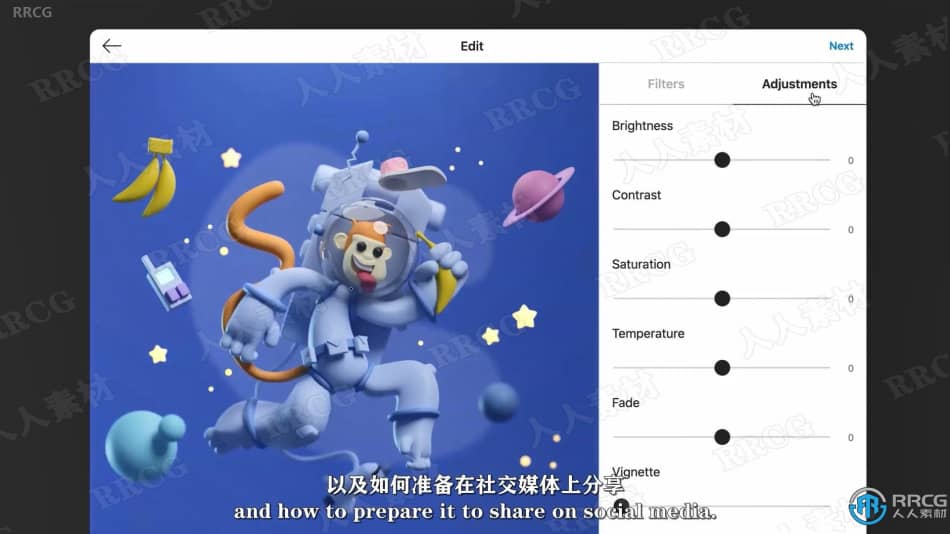 RRCG
Edit
Next
Filters
Adjustments
Brightness
0
Contrast
0
Saturation
0
Temperature
0
Fade
0
Vignette
以及如何准备在社交媒体上分享
and how to prepare it to share on social media.
RRCG
人人素材